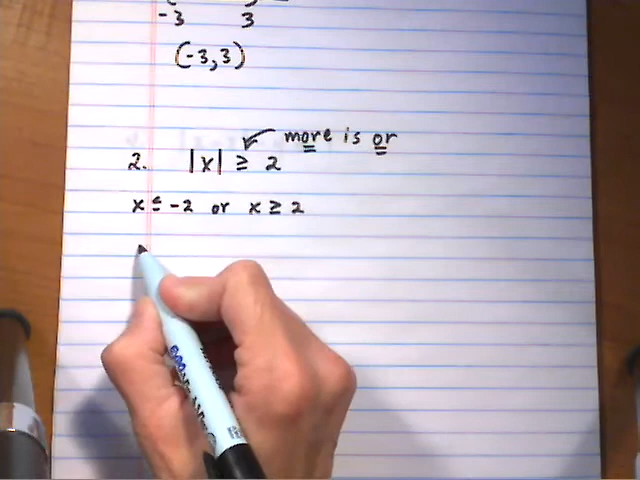 -3 3
(-3,3)
more is or
2. |x| ≥ 2
x ≤ -2 or x ≥ 2